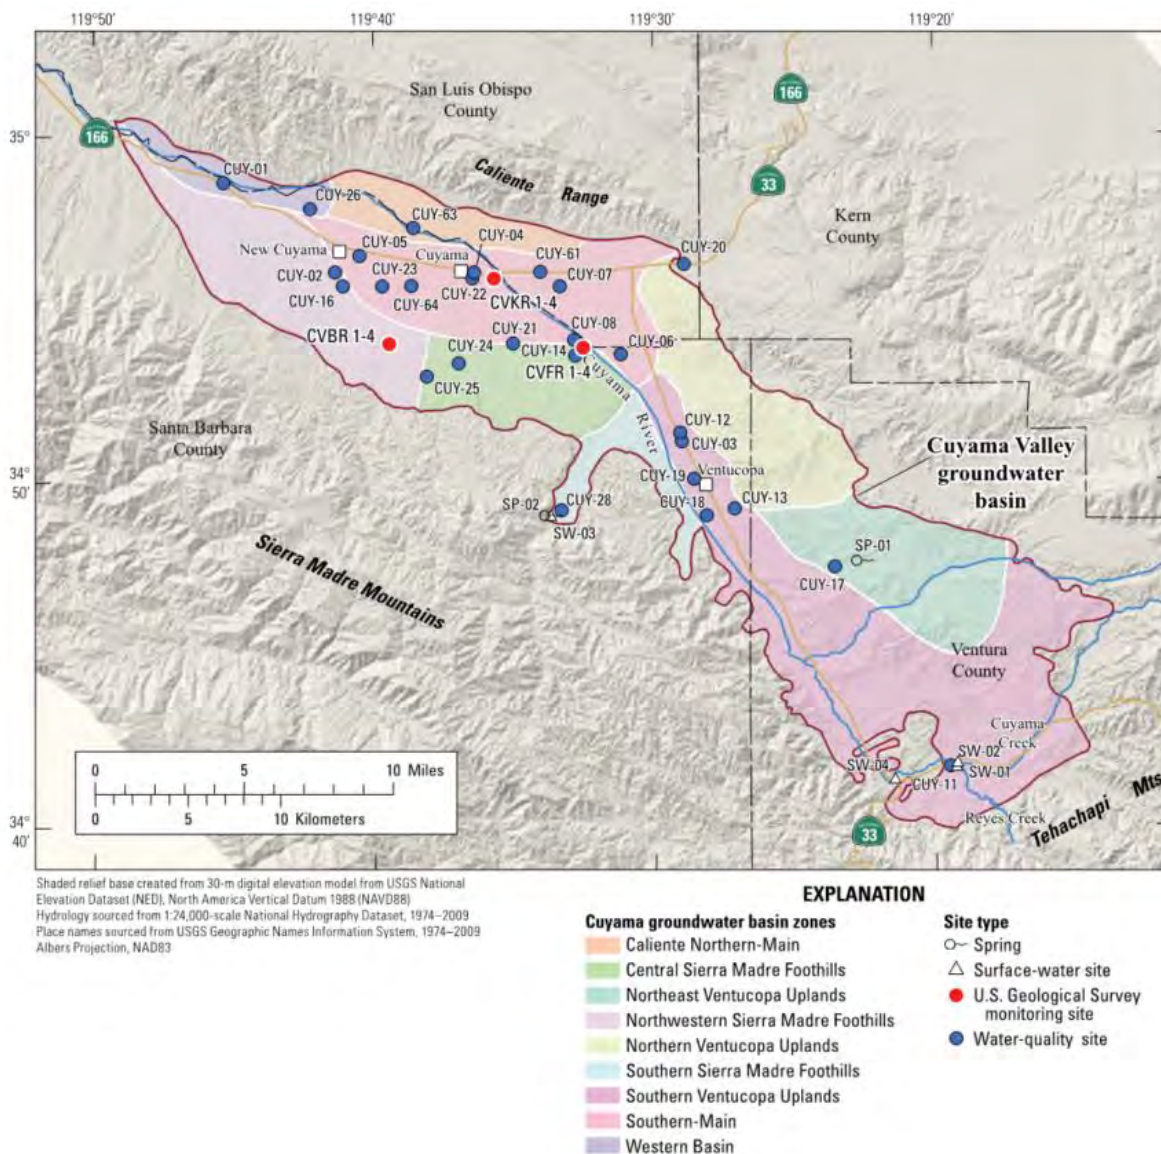 119°50'
119°40'
119°30'
119°20'
San Luis Obispo
County
166
35°
166
Caliente Range
33
Kern
County
CUY-01
CUY-26
CUY-63
CUY-04
CUY-20
New Cuyama
CUY-05
Cuyama
CUY-61
CUY-02
CUY-23
CUY-07
CUY-16
CUY-64
CUY-22
CVKR 1-4
CVBR 1-4
CUY-21
CUY-08
CUY-24
CUY-14
CUY-06
CVFR 1-4
CUY-25
Cuyama River
Santa Barbara
County
CUY-12
CUY-03
Cuyama Valley
groundwater
basin
34°
50'
CUY-19
Ventucopa
SP-02
CUY-28
CUY-18
CUY-13
SW-03
SP-01
Sierra Madre Mountains
CUY-17
Ventura
County
Cuyama
Creek
SW-02
SW-04
SW-01
CUY-11
Reyes Creek
Tehachapi Mts
33
34°
40'
0 5 10 Miles
0 5 10 Kilometers
Shaded relief base created from 30-m digital elevation model from USGS National
Elevation Dataset (NED), North America Vertical Datum 1988 (NAVD88)
Hydrology sourced from 1:24,000-scale National Hydrography Dataset, 1974–2009
Place names sourced from USGS Geographic Names Information System, 1974–2009
Albers Projection, NAD83
EXPLANATION
Cuyama groundwater basin zones
Caliente Northern-Main
Central Sierra Madre Foothills
Northeast Ventucopa Uplands
Northwestern Sierra Madre Foothills
Northern Ventucopa Uplands
Southern Sierra Madre Foothills
Southern Ventucopa Uplands
Southern-Main
Western Basin
Site type
Spring
Surface-water site
U.S. Geological Survey
monitoring site
Water-quality site